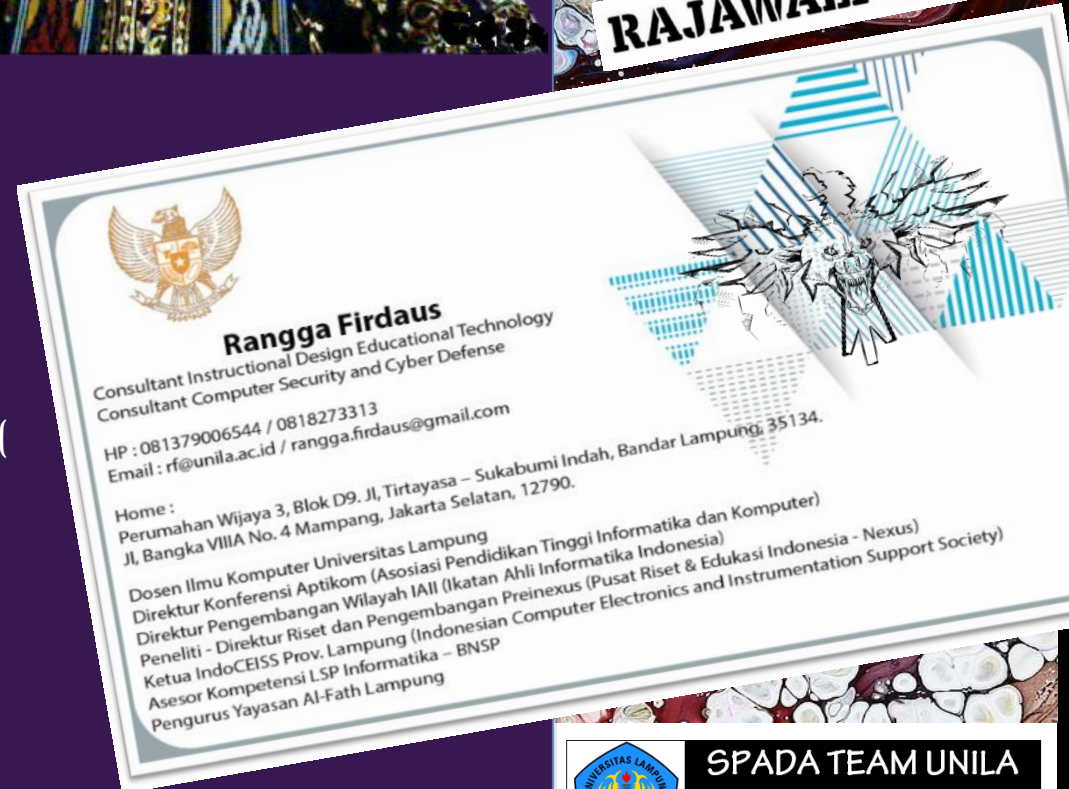 Rangga Firdaus
Consultant Instructional Design Educational Technology
Consultant Computer Security and Cyber Defense
HP : 081379006544 / 0818273313
Email : rf@unila.ac.id / rangga.firdaus@gmail.com
Home :
Perumahan Wijaya 3, Blok D9. Jl, Tirtayasa – Sukabumi Indah, Bandar Lampung, 35134.
Jl, Bangka VIIIA No. 4 Mampang, Jakarta Selatan, 12790.
Dosen Ilmu Komputer Universitas Lampung
Direktur Konferensi Aptikom (Asosiasi Pendidikan Tinggi Informatika dan Komputer)
Direktur Pengembangan Wilayah IAII (Ikatan Ahli Informatika Indonesia)
Peneliti - Direktur Riset dan Pengembangan Preinexus (Pusat Riset & Edukasi Indonesia - Nexus)
Ketua IndoCEISS Prov. Lampung (Indonesian Computer Electronics and Instrumentation Support Society)
Asesor Kompetensi LSP Informatika – BNSP
Pengurus Yayasan Al-Fath Lampung
SPADA TEAM UNILA